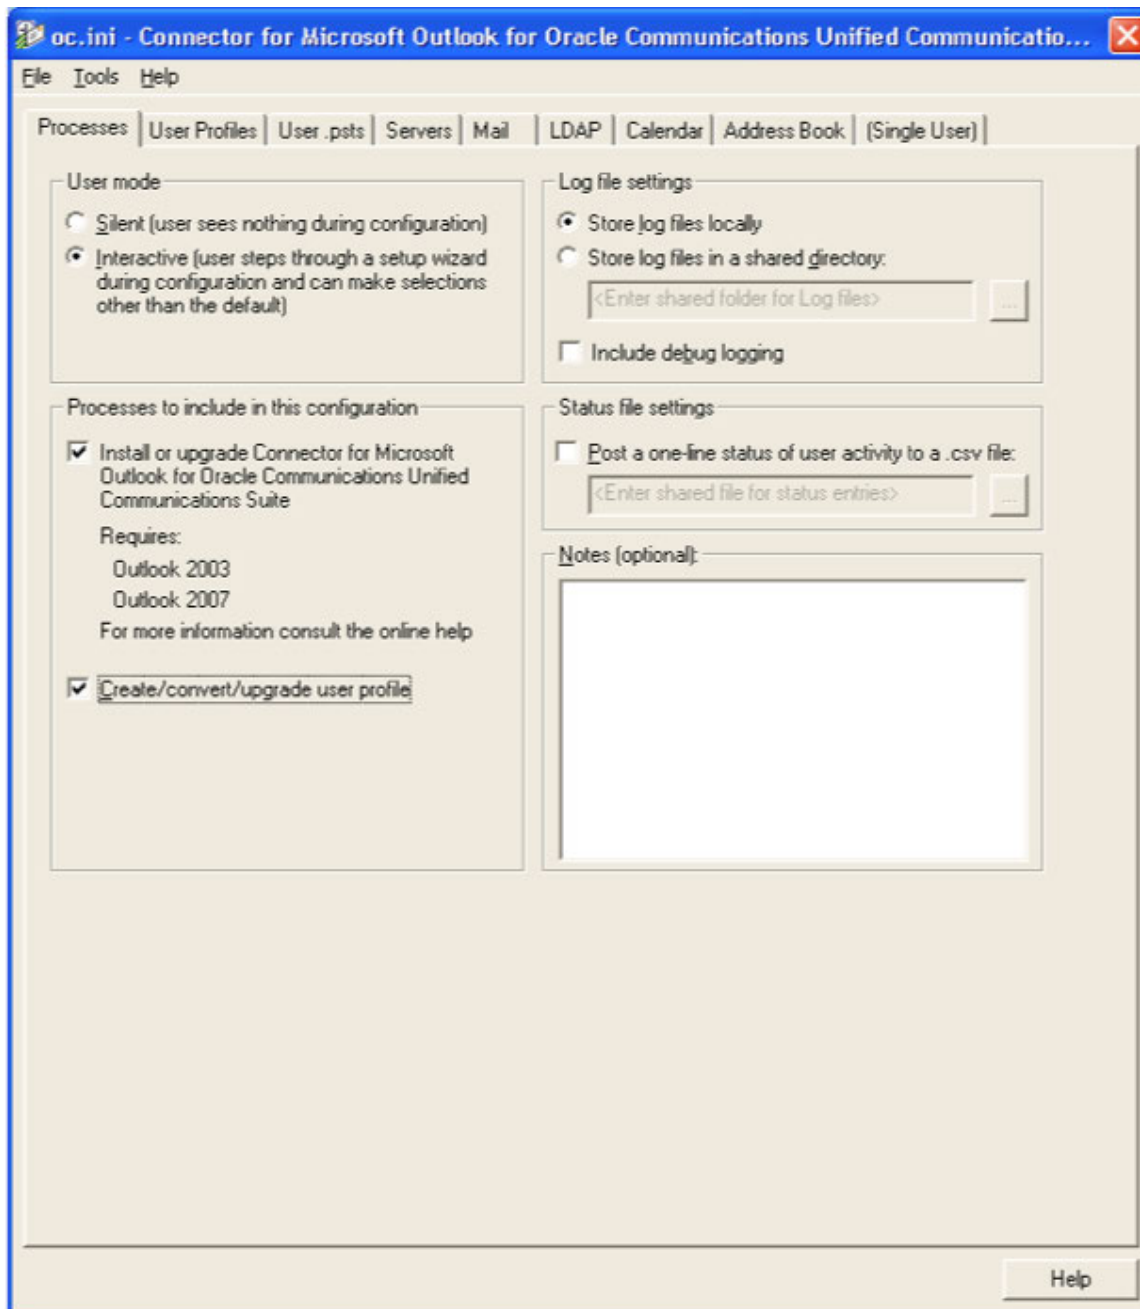 oc.ini - Connector for Microsoft Outlook for Oracle Communications Unified Communicatio...
File Tools Help
Processes User Profiles User .psts Servers Mail LDAP Calendar Address Book (Single User)
User mode
Silent (user sees nothing during configuration)
Interactive (user steps through a setup wizard
during configuration and can make selections
other than the default)
Log file settings
Store log files locally
Store log files in a shared directory:
<Enter shared folder for Log files>
...
Include debug logging
Processes to include in this configuration
Install or upgrade Connector for Microsoft
Outlook for Oracle Communications Unified
Communications Suite
Requires:
Outlook 2003
Outlook 2007
For more information consult the online help
Create/convert/upgrade user profile
Status file settings
Post a one-line status of user activity to a .csv file:
<Enter shared file for status entries>
...
Notes (optional):
Help